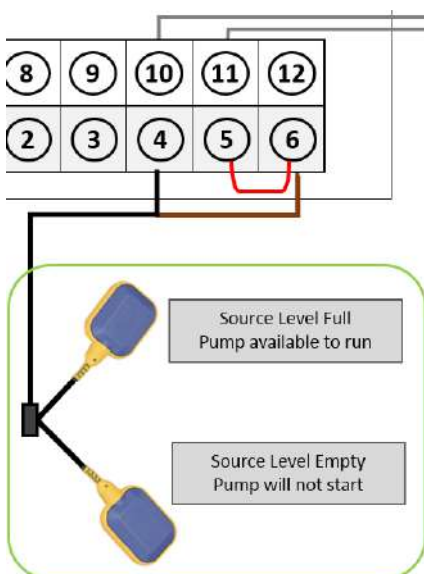 8 9 10 11 12
2 3 4 5 6
Source Level Full
Pump available to run
Source Level Empty
Pump will not start